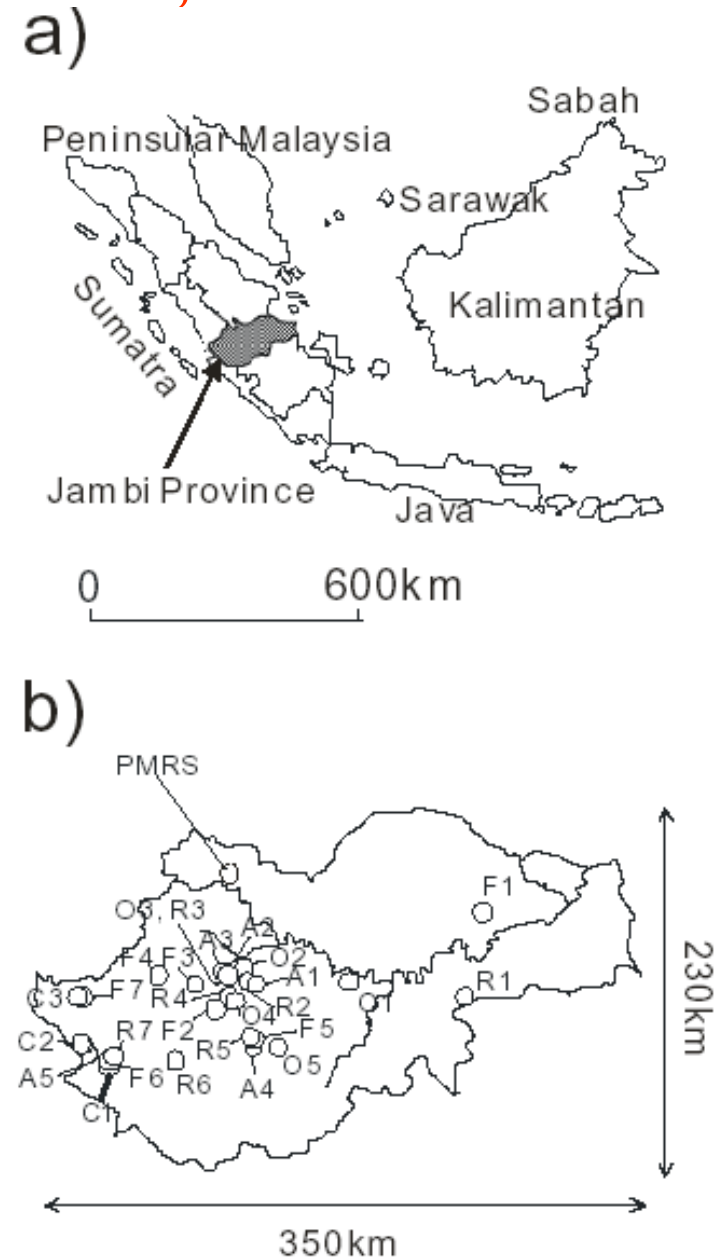 a)
Sabah
Peninsular Malaysia
Sarawak
Kalimantan
Sumatra
Jambi Province
Java
0 600km
b)
PMRS
F1
O3, R3
A3 A2
F4 F3 O2
A1
C3 F7 R4 R2 R1
O4
F2
C2 R7 R5 F5
O5
A5 F6 R6 A4
C1
230km
350km